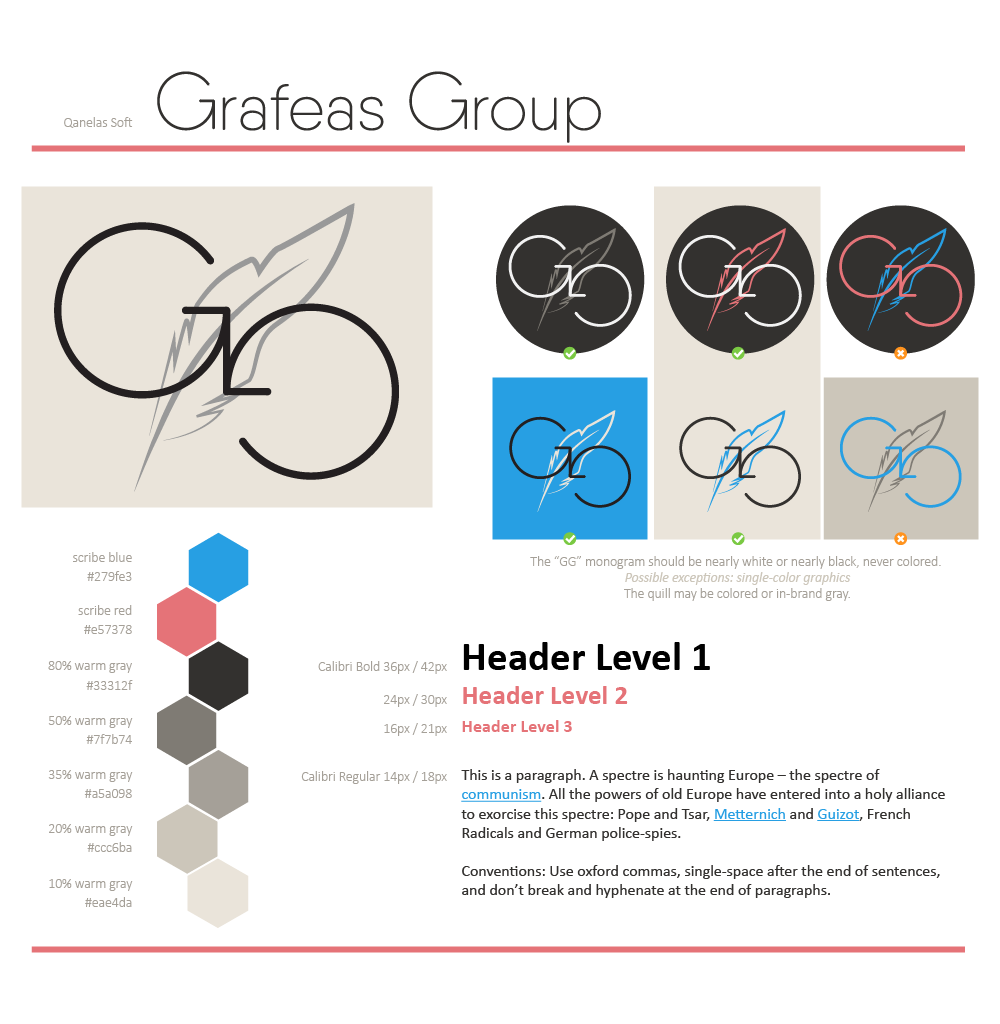 Qanelas Soft
Grafeas Group
GG
The “GG” monogram should be nearly white or nearly black, never colored.
Possible exceptions: single-color graphics
The quill may be colored or in-brand gray.
scribe blue
#279fe3
scribe red
#e57378
80% warm gray
#33312f
50% warm gray
#7f7b74
35% warm gray
#a5a098
20% warm gray
#ccc6ba
10% warm gray
#eae4da
Calibri Bold 36px / 42px
Header Level 1
24px / 30px
Header Level 2
16px / 21px
Header Level 3
Calibri Regular 14px / 18px
This is a paragraph. A spectre is haunting Europe – the spectre of
communism. All the powers of old Europe have entered into a holy alliance
to exorcise this spectre: Pope and Tsar, Metternich and Guizot, French
Radicals and German police-spies.
Conventions: Use oxford commas, single-space after the end of sentences,
and don’t break and hyphenate at the end of paragraphs.